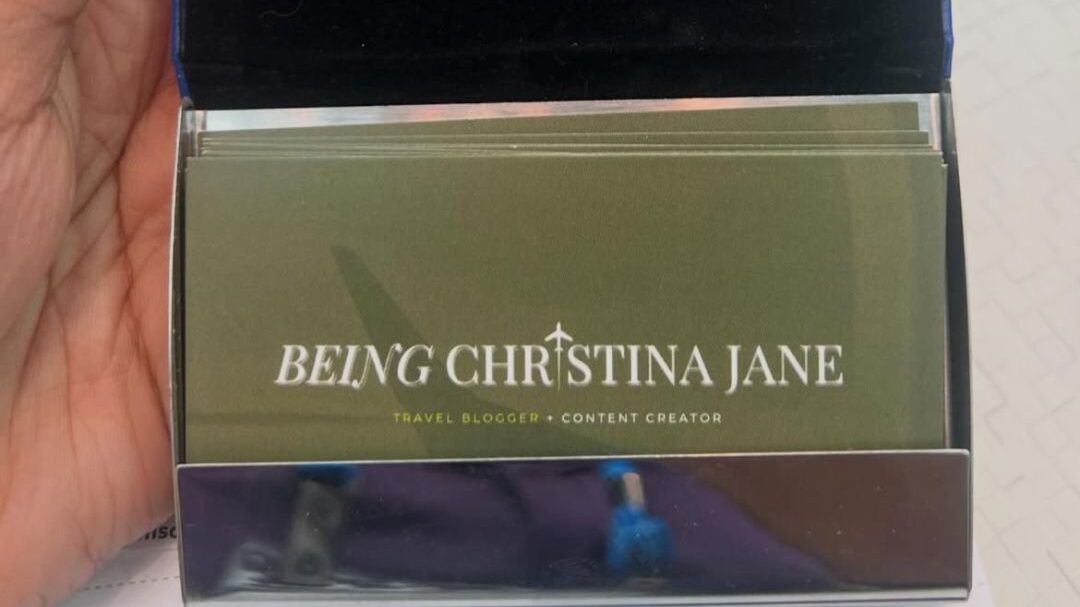 BEING CHRISTINA JANE
TRAVEL BLOGGER + CONTENT CREATOR